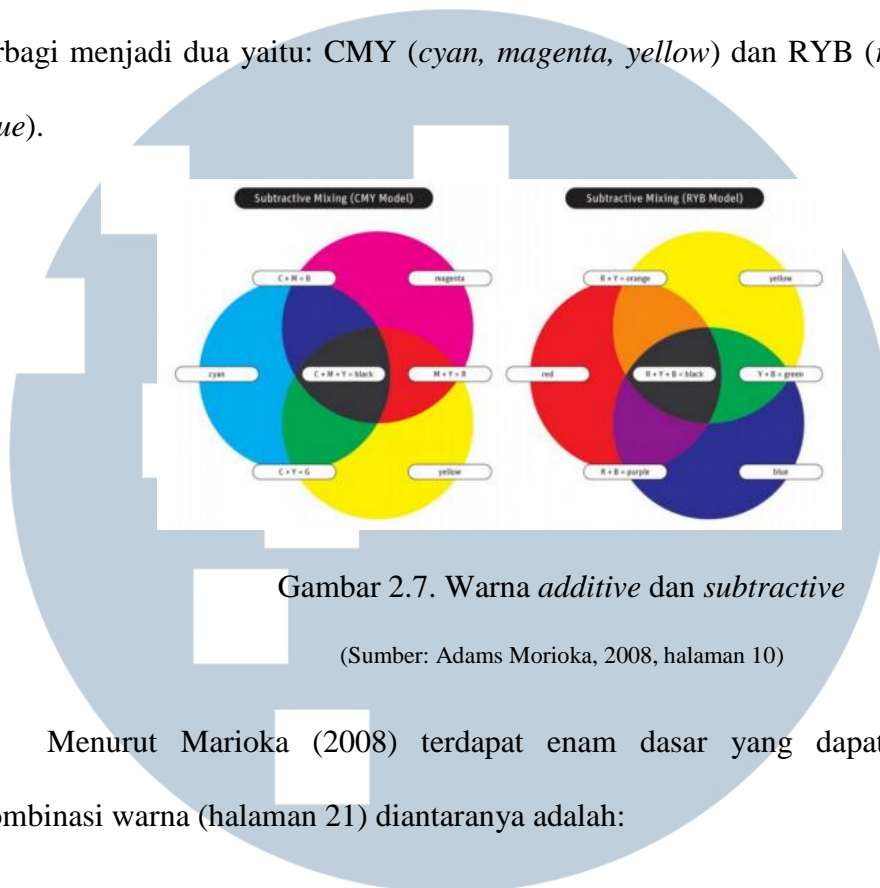 rbagi menjadi dua yaitu: CMY (cyan, magenta, yellow) dan RYB (
ue).
Subtractive Mixing (CMY Model)
Subtractive Mixing (RYB Model)
C + M = B
magenta
R + Y = orange
yellow
cyan
C + M + Y = black
M + Y = R
red
R + Y + B = black
Y + B = green
C + Y = G
yellow
R + B = purple
blue
Gambar 2.7. Warna additive dan subtractive
(Sumber: Adams Morioka, 2008, halaman 10)
Menurut Marioka (2008) terdapat enam dasar yang dapat
ombinasi warna (halaman 21) diantaranya adalah: